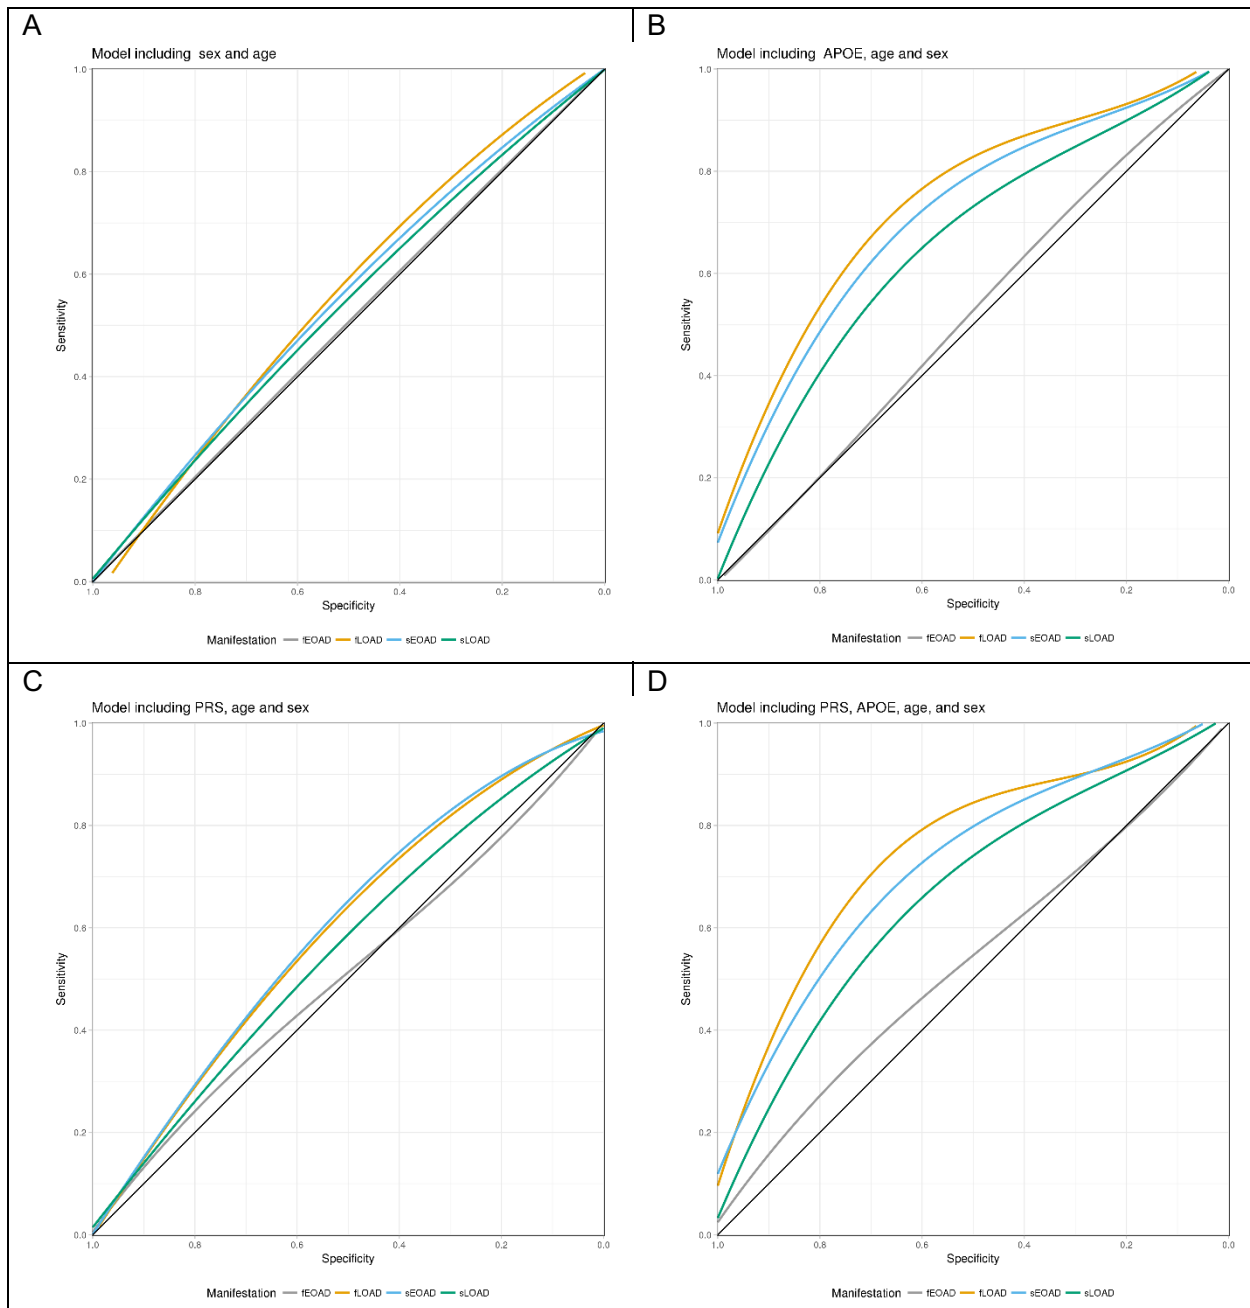 A
Model including  sex and age
1.0
0.8
0.6
0.4
0.2
0.0
Sensitivity
1.0 0.8 0.6 0.4 0.2 0.0
Specificity
Manifestation fEOAD fLOAD sEOAD sLOAD
B
Model including  APOE, age and sex
1.0
0.8
0.6
0.4
0.2
0.0
Sensitivity
1.0 0.8 0.6 0.4 0.2 0.0
Specificity
Manifestation fEOAD fLOAD sEOAD sLOAD
C
Model including PRS, age and sex
1.0
0.8
0.6
0.4
0.2
0.0
Sensitivity
1.0 0.8 0.6 0.4 0.2 0.0
Specificity
Manifestation fEOAD fLOAD sEOAD sLOAD
D
Model including PRS, APOE, age, and sex
1.0
0.8
0.6
0.4
0.2
0.0
Sensitivity
1.0 0.8 0.6 0.4 0.2 0.0
Specificity
Manifestation fEOAD fLOAD sEOAD sLOAD